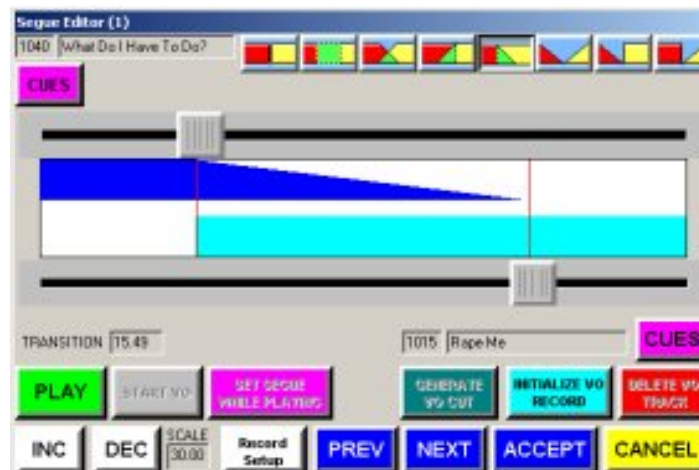 Segue Editor (1)
1040 What Do I Have To Do?
CUES
TRANSITION 15.49
1015 Rape Me
CUES
PLAY
START VO
SET SEGUE WHILE PLAYING
GENERATE VO CUT
INITIALIZE VO RECORD
DELETE VO TRACK
INC
DEC
SCALE
30.00
Record Setup
PREV
NEXT
ACCEPT
CANCEL